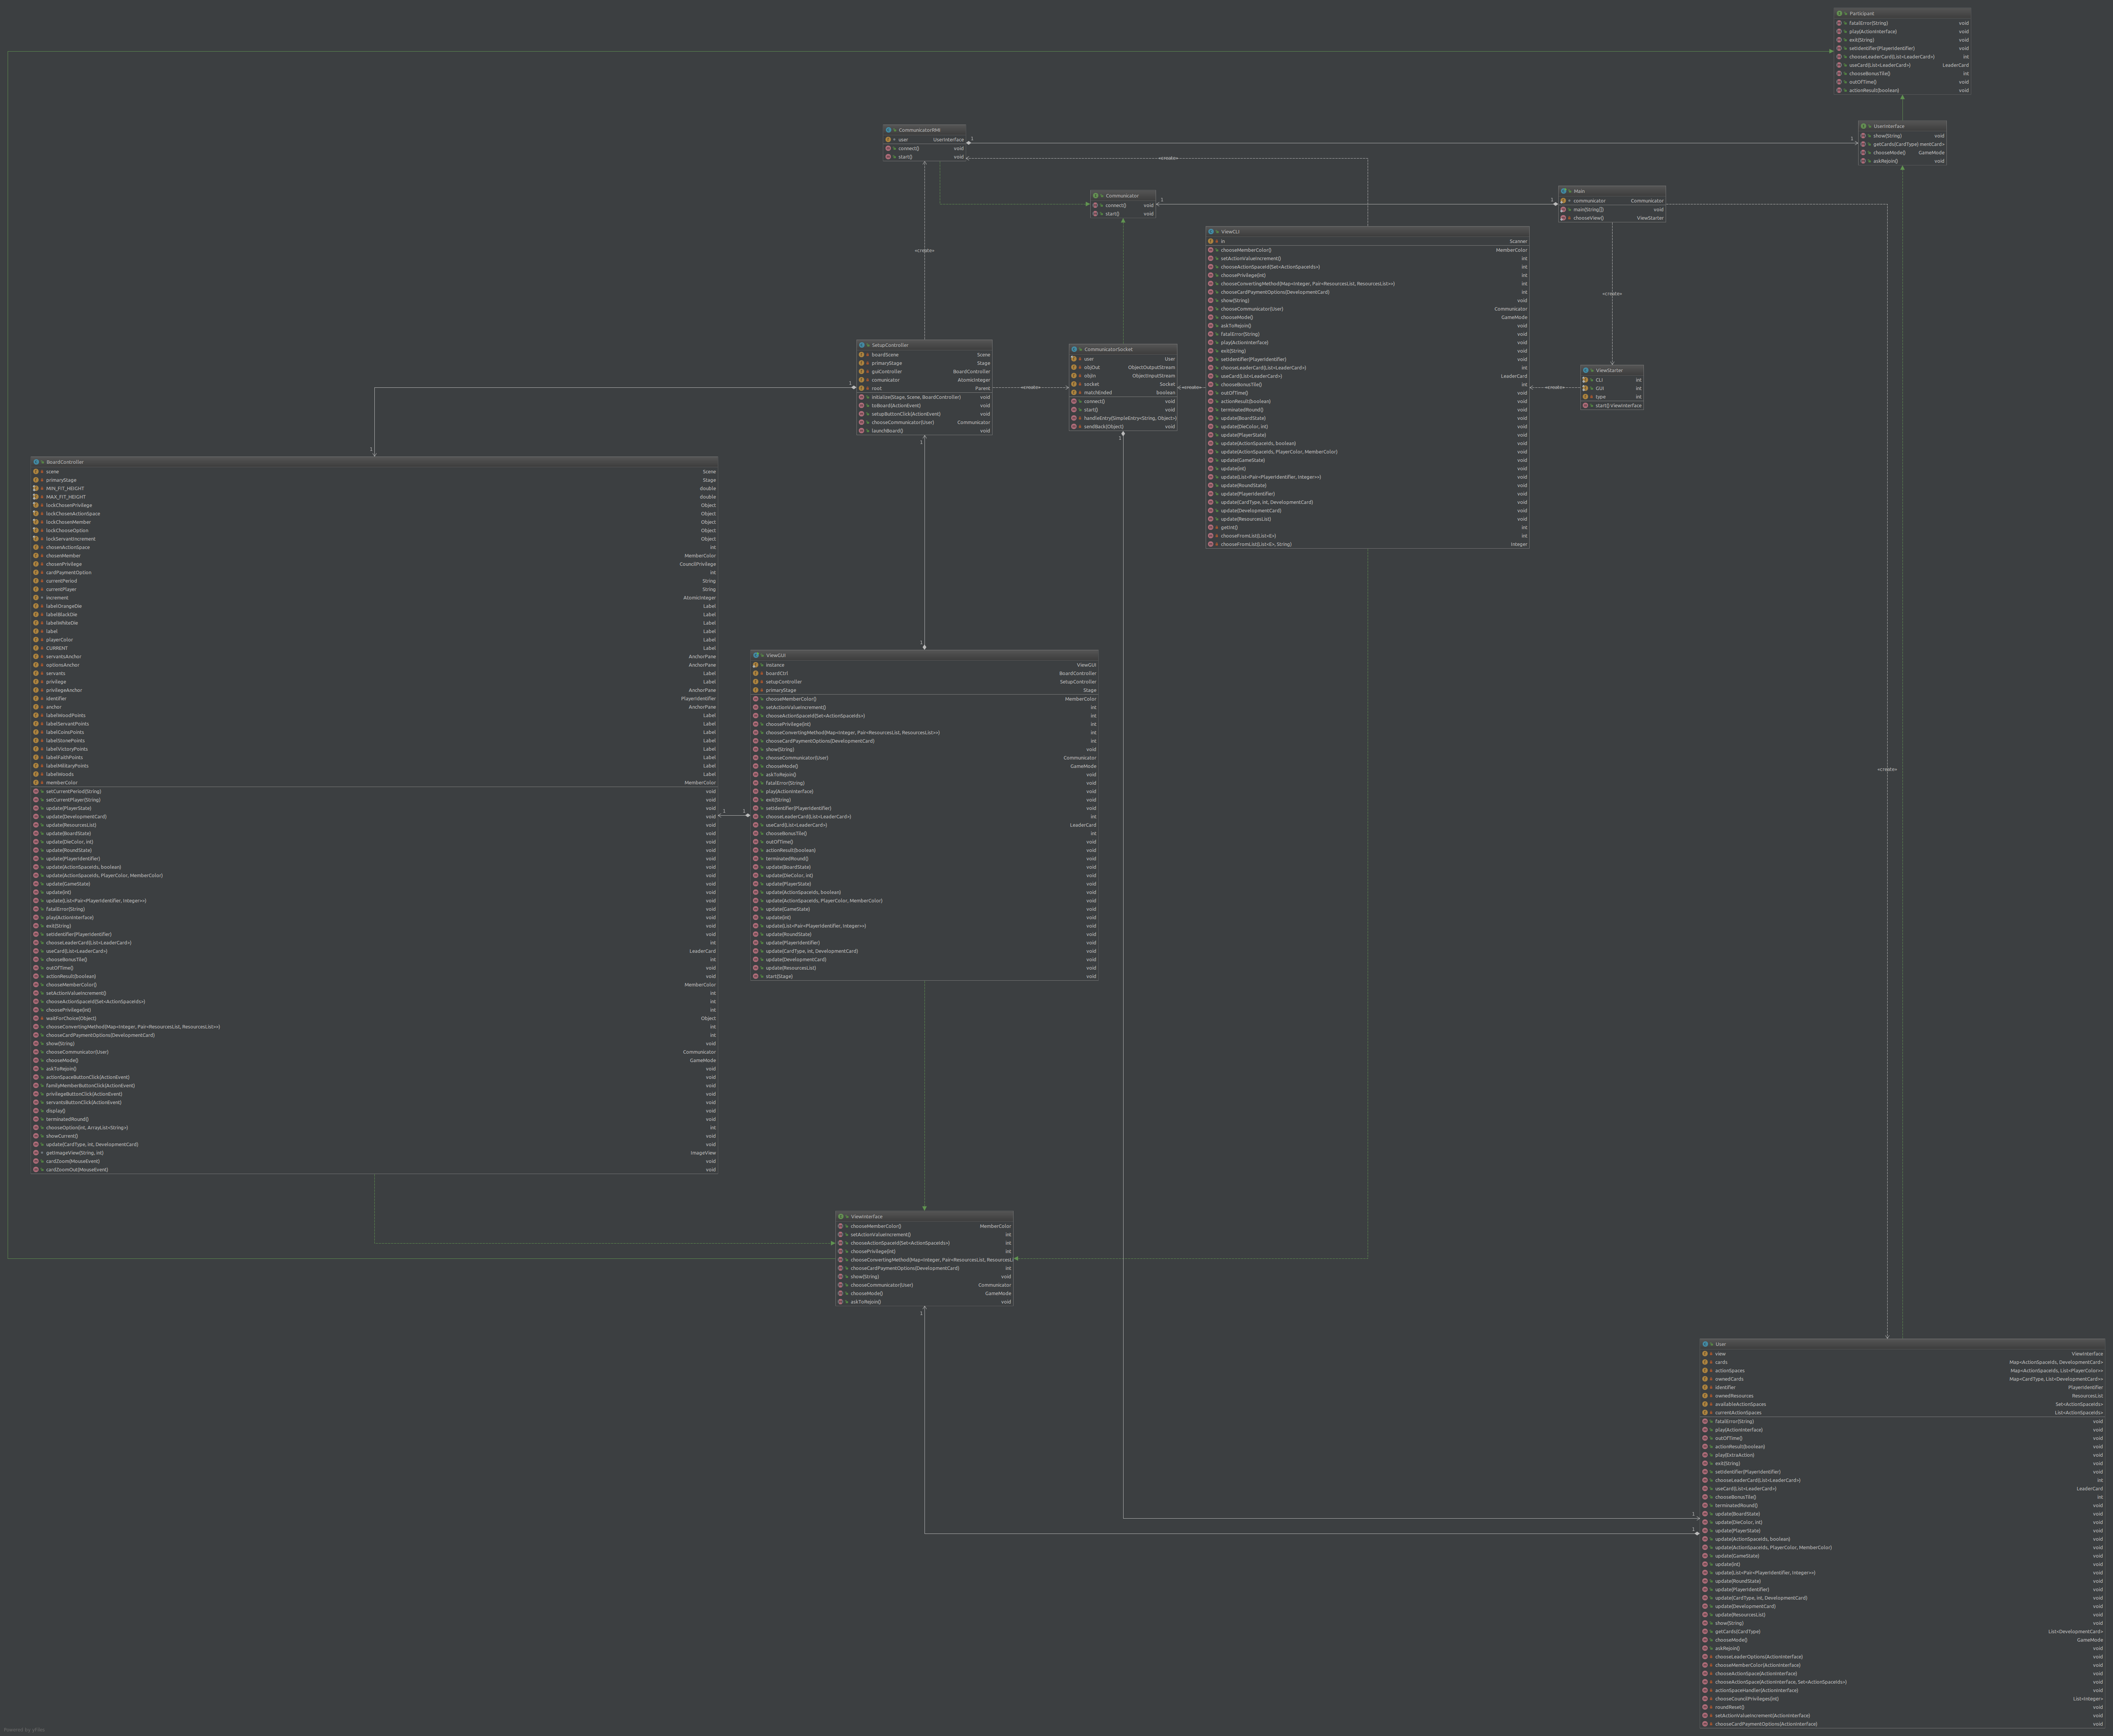 Participant
fatalError(String) void
play(ActionInterface) void
exit(String) void
setIdentifier(PlayerIdentifier) void
chooseLeaderCard(List<LeaderCard>) int
useCard(List<LeaderCard>) LeaderCard
chooseBonusTile() int
outOfTime() void
actionResult(boolean) void
CommunicatorRMI
user UserInterface
connect() void
start() void
1
1
UserInterface
show(String) void
getCards(CardType) mentCard>
chooseMode() GameMode
askRejoin() void
«create»
Communicator
connect() void
start() void
1
1
Main
communicator Communicator
main(String[]) void
chooseView() ViewStarter
«create»
«create»
ViewCLI
in Scanner
chooseMemberColor() MemberColor
setActionValueIncrement() int
chooseActionSpaceId(Set<ActionSpaceIds>) int
choosePrivilege(int) int
chooseConvertingMethod(Map<Integer, Pair<ResourcesList, ResourcesList>>) int
chooseCardPaymentOptions(DevelopmentCard) int
show(String) void
chooseCommunicator(User) Communicator
chooseMode() GameMode
askToRejoin() void
fatalError(String) void
play(ActionInterface) void
exit(String) void
setIdentifier(PlayerIdentifier) void
chooseLeaderCard(List<LeaderCard>) int
useCard(List<LeaderCard>) LeaderCard
chooseBonusTile() int
outOfTime() void
actionResult(boolean) void
terminatedRound() void
update(BoardState) void
update(DieColor, int) void
update(PlayerState) void
update(ActionSpaceIds, boolean) void
update(ActionSpaceIds, PlayerColor, MemberColor) void
update(GameState) void
update(int) void
update(List<Pair<PlayerIdentifier, Integer>>) void
update(RoundState) void
update(PlayerIdentifier) void
update(CardType, int, DevelopmentCard) void
update(DevelopmentCard) void
update(ResourcesList) void
getInt() int
chooseFromList(List<E>) int
chooseFromList(List<E>, String) Integer
SetupController
boardScene Scene
primaryStage Stage
guiController BoardController
comunicator AtomicInteger
root Parent
initialize(Stage, Scene, BoardController) void
toBoard(ActionEvent) void
setupButtonClick(ActionEvent) void
chooseCommunicator(User) Communicator
launchBoard() void
1
1
1
«create»
CommunicatorSocket
user User
objOut ObjectOutputStream
objIn ObjectInputStream
socket Socket
matchEnded boolean
connect() void
start() void
handleEntry(SimpleEntry<String, Object>)
sendBack(Object) void
1
«create»
«create»
ViewStarter
CLI int
GUI int
type int
start() ViewInterface
BoardController
scene Scene
primaryStage Stage
MIN_FIT_HEIGHT double
MAX_FIT_HEIGHT double
lockChosenPrivilege Object
lockChosenActionSpace Object
lockChosenMember Object
lockChooseOption Object
lockServantIncrement Object
chosenActionSpace int
chosenMember MemberColor
chosenPrivilege CouncilPrivilege
cardPaymentOption int
currentPeriod String
currentPlayer String
increment AtomicInteger
labelOrangeDie Label
labelBlackDie Label
labelWhiteDie Label
label Label
playerColor Label
CURRENT Label
servantsAnchor AnchorPane
optionsAnchor AnchorPane
servants Label
privilege Label
privilegeAnchor AnchorPane
identifier PlayerIdentifier
anchor AnchorPane
labelWoodPoints Label
labelServantPoints Label
labelCoinsPoints Label
labelStonePoints Label
labelVictoryPoints Label
labelFaithPoints Label
labelMilitaryPoints Label
labelWoods Label
memberColor MemberColor
setCurrentPeriod(String) void
setCurrentPlayer(String) void
update(PlayerState) void
update(DevelopmentCard) void
update(ResourcesList) void
update(BoardState) void
update(DieColor, int) void
update(RoundState) void
update(PlayerIdentifier) void
update(ActionSpaceIds, boolean) void
update(ActionSpaceIds, PlayerColor, MemberColor) void
update(GameState) void
update(int) void
update(List<Pair<PlayerIdentifier, Integer>>) void
fatalError(String) void
play(ActionInterface) void
exit(String) void
setIdentifier(PlayerIdentifier) void
chooseLeaderCard(List<LeaderCard>) int
useCard(List<LeaderCard>) LeaderCard
chooseBonusTile() int
outOfTime() void
actionResult(boolean) void
chooseMemberColor() MemberColor
setActionValueIncrement() int
chooseActionSpaceId(Set<ActionSpaceIds>) int
choosePrivilege(int) int
waitForChoice(Object) Object
chooseConvertingMethod(Map<Integer, Pair<ResourcesList, ResourcesList>>) int
chooseCardPaymentOptions(DevelopmentCard) int
show(String) void
chooseCommunicator(User) Communicator
chooseMode() GameMode
askToRejoin() void
actionSpaceButtonClick(ActionEvent) void
familyMemberButtonClick(ActionEvent) void
privilegeButtonClick(ActionEvent) void
servantsButtonClick(ActionEvent) void
display() void
terminatedRound() void
chooseOption(int, ArrayList<String>) int
showCurrent() void
update(CardType, int, DevelopmentCard) void
getImageView(String, int) ImageView
cardZoom(MouseEvent) void
cardZoomOut(MouseEvent) void
1
1
1
ViewGUI
instance ViewGUI
boardCtrl BoardController
setupController SetupController
primaryStage Stage
chooseMemberColor() MemberColor
setActionValueIncrement() int
chooseActionSpaceId(Set<ActionSpaceIds>) int
choosePrivilege(int) int
chooseConvertingMethod(Map<Integer, Pair<ResourcesList, ResourcesList>>) int
chooseCardPaymentOptions(DevelopmentCard) int
show(String) void
chooseCommunicator(User) Communicator
chooseMode() GameMode
askToRejoin() void
fatalError(String) void
play(ActionInterface) void
exit(String) void
setIdentifier(PlayerIdentifier) void
chooseLeaderCard(List<LeaderCard>) int
useCard(List<LeaderCard>) LeaderCard
chooseBonusTile() int
outOfTime() void
actionResult(boolean) void
terminatedRound() void
update(BoardState) void
update(DieColor, int) void
update(PlayerState) void
update(ActionSpaceIds, boolean) void
update(ActionSpaceIds, PlayerColor, MemberColor) void
update(GameState) void
update(int) void
update(List<Pair<PlayerIdentifier, Integer>>) void
update(RoundState) void
update(PlayerIdentifier) void
update(CardType, int, DevelopmentCard) void
update(DevelopmentCard) void
update(ResourcesList) void
start(Stage) void
«create»
ViewInterface
chooseMemberColor() MemberColor
setActionValueIncrement() int
chooseActionSpaceId(Set<ActionSpaceIds>) int
choosePrivilege(int) int
chooseConvertingMethod(Map<Integer, Pair<ResourcesList, ResourcesL
chooseCardPaymentOptions(DevelopmentCard) int
show(String) void
chooseCommunicator(User) Communicator
chooseMode() GameMode
askToRejoin() void
1
User
view ViewInterface
cards Map<ActionSpaceIds, DevelopmentCard>
actionSpaces Map<ActionSpaceIds, List<PlayerColor>>
ownedCards Map<CardType, List<DevelopmentCard>>
identifier PlayerIdentifier
ownedResources ResourcesList
availableActionSpaces Set<ActionSpaceIds>
currentActionSpaces List<ActionSpaceIds>
fatalError(String) void
play(ActionInterface) void
outOfTime() void
actionResult(boolean) void
play(ExtraAction) void
exit(String) void
setIdentifier(PlayerIdentifier) void
chooseLeaderCard(List<LeaderCard>) int
useCard(List<LeaderCard>) LeaderCard
chooseBonusTile() int
terminatedRound() void
update(BoardState) void
update(DieColor, int) void
update(PlayerState) void
update(ActionSpaceIds, boolean) void
update(ActionSpaceIds, PlayerColor, MemberColor) void
update(GameState) void
update(int) void
update(List<Pair<PlayerIdentifier, Integer>>) void
update(RoundState) void
update(PlayerIdentifier) void
update(CardType, int, DevelopmentCard) void
update(DevelopmentCard) void
update(ResourcesList) void
show(String) void
getCards(CardType) List<DevelopmentCard>
chooseMode() GameMode
askRejoin() void
chooseLeaderOptions(ActionInterface) void
chooseMemberColor(ActionInterface) void
chooseActionSpace(ActionInterface) void
chooseActionSpace(ActionInterface, Set<ActionSpaceIds>) void
actionSpaceHandler(ActionInterface) void
chooseCouncilPrivileges(int) List<Integer>
roundReset() void
setActionValueIncrement(ActionInterface) void
chooseCardPaymentOptions(ActionInterface) void
1
1
Powered by yFiles